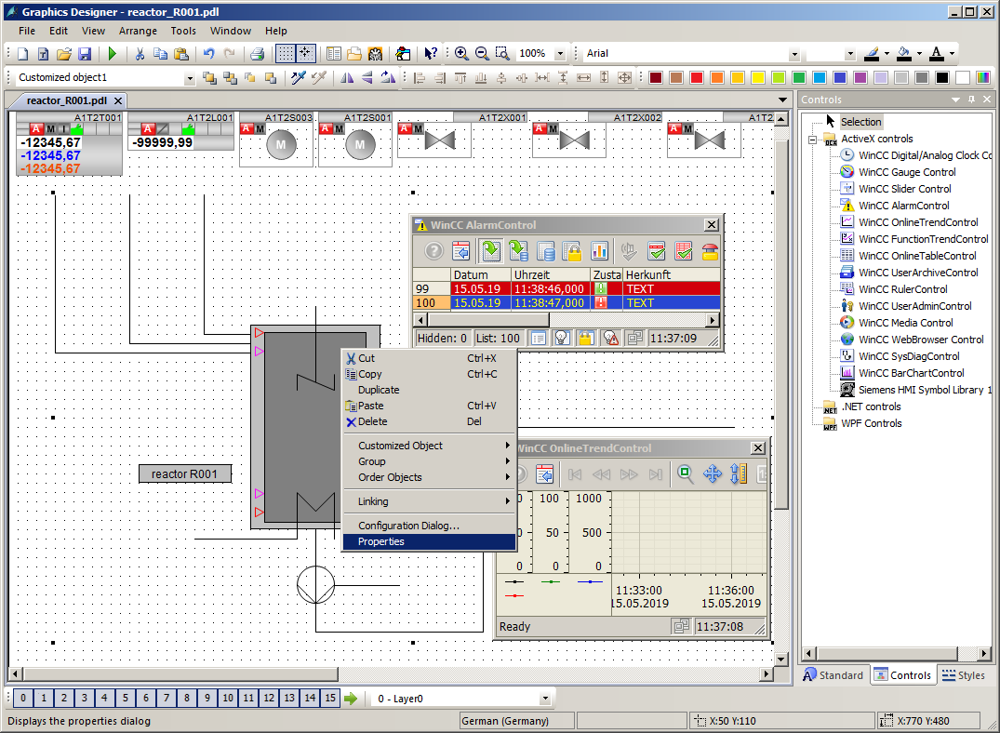 Graphics Designer - reactor_R001.pdl
File Edit View Arrange Tools Window Help
100% Arial
Customized object1
reactor_R001.pdl
Controls
A1T2T001 A1T2L001 A1T2S003 A1T2S001 A1T2X001 A1T2X002 A1T2
A M I A A M A M A M A M A M
-12345,67
-12345,67
-12345,67
-99999,99
M M
WinCC AlarmControl
Datum Uhrzeit Zusta Herkunft
99 15.05.19 11:38:46,000 TEXT
100 15.05.19 11:38:47,000 TEXT
Hidden: 0 List: 100 11:37:09
Cut Ctrl+X
Copy Ctrl+C
Duplicate
Paste Ctrl+V
Delete Del
Customized Object
Group
Order Objects
Linking
Configuration Dialog...
Properties
reactor R001
WinCC OnlineTrendControl
0 100 1000
0 50 500
0 0 0
11:33:00 11:36:00
15.05.2019 15.05.2019
Ready 11:37:08
Selection
ActiveX controls
WinCC Digital/Analog Clock Co
WinCC Gauge Control
WinCC Slider Control
WinCC AlarmControl
WinCC OnlineTrendControl
WinCC FunctionTrendControl
WinCC OnlineTableControl
WinCC UserArchiveControl
WinCC RulerControl
WinCC UserAdminControl
WinCC Media Control
WinCC WebBrowser Control
WinCC SysDiagControl
WinCC BarChartControl
Siemens HMI Symbol Library 1
.NET controls
WPF Controls
Standard Controls Styles
0 1 2 3 4 5 6 7 8 9 10 11 12 13 14 15 0 - Layer0
Displays the properties dialog German (Germany) X:50 Y:110 X:770 Y:480